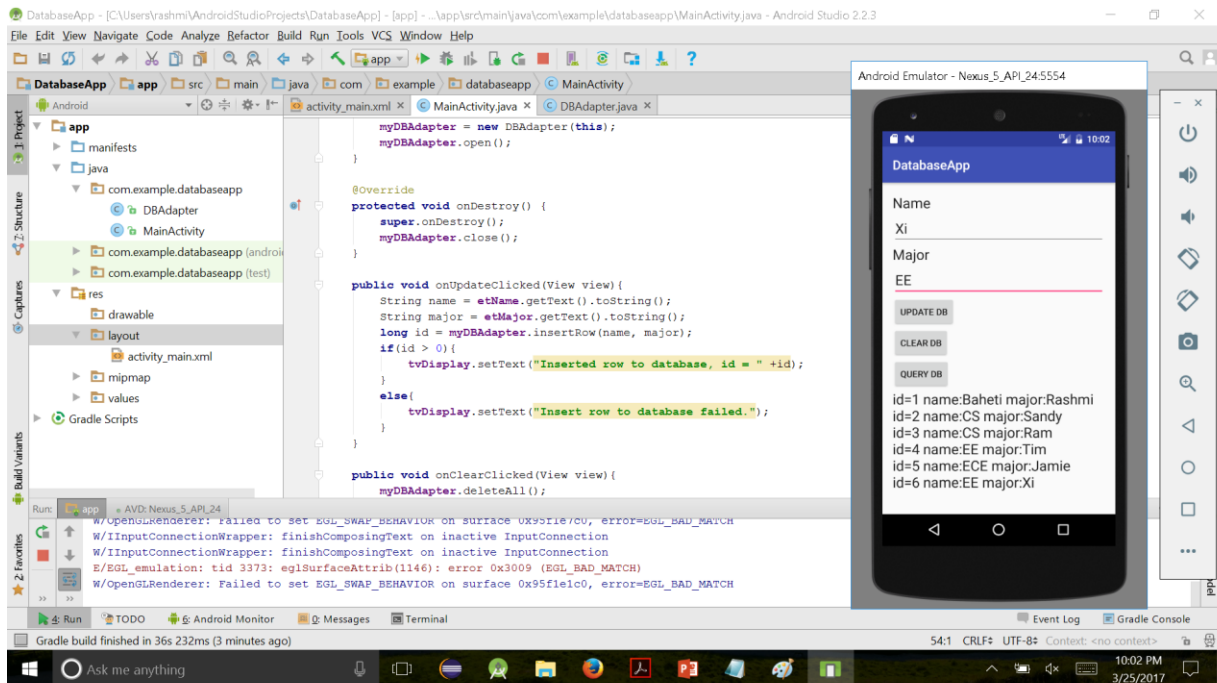 DatabaseApp - [C:\Users\rashmi\AndroidStudioProjects\DatabaseApp] - [app] - ...\app\src\main\java\com\example\databaseapp\MainActivity.java - Android Studio 2.2.3
File Edit View Navigate Code Analyze Refactor Build Run Tools VCS Window Help
app
DatabaseApp app src main java com example databaseapp MainActivity
Android
activity_main.xml × MainActivity.java × DBAdapter.java ×
1: Project
Z: Structure
Captures
Build Variants
2: Favorites
app
manifests
java
com.example.databaseapp
DBAdapter
MainActivity
com.example.databaseapp (androi
com.example.databaseapp (test)
res
drawable
layout
activity_main.xml
mipmap
values
Gradle Scripts
myDBAdapter = new DBAdapter(this);
myDBAdapter.open();
}
@Override
protected void onDestroy() {
super.onDestroy();
myDBAdapter.close();
}
public void onUpdateClicked(View view){
String name = etName.getText().toString();
String major = etMajor.getText().toString();
long id = myDBAdapter.insertRow(name, major);
if(id > 0){
tvDisplay.setText("Inserted row to database, id = " +id);
}
else{
tvDisplay.setText("Insert row to database failed.");
}
}
public void onClearClicked(View view){
myDBAdapter.deleteAll();
Android Emulator - Nexus_5_API_24:5554
10:02
DatabaseApp
Name
Xi
Major
EE
UPDATE DB
CLEAR DB
QUERY DB
id=1 name:Baheti major:Rashmi
id=2 name:CS major:Sandy
id=3 name:CS major:Ram
id=4 name:EE major:Tim
id=5 name:ECE major:Jamie
id=6 name:EE major:Xi
Run: app AVD: Nexus_5_API_24
W/OpenGLRenderer: Failed to set EGL_SWAP_BEHAVIOR on surface 0x95f1e7c0, error=EGL_BAD_MATCH
W/IInputConnectionWrapper: finishComposingText on inactive InputConnection
W/IInputConnectionWrapper: finishComposingText on inactive InputConnection
E/EGL_emulation: tid 3373: eglSurfaceAttrib(1146): error 0x3009 (EGL_BAD_MATCH)
W/OpenGLRenderer: Failed to set EGL_SWAP_BEHAVIOR on surface 0x95f1e1c0, error=EGL_BAD_MATCH
4: Run TODO 6: Android Monitor 0: Messages Terminal Event Log Gradle Console
Gradle build finished in 36s 232ms (3 minutes ago) 54:1 CRLF UTF-8 Context: <no context>
Ask me anything
10:02 PM
3/25/2017